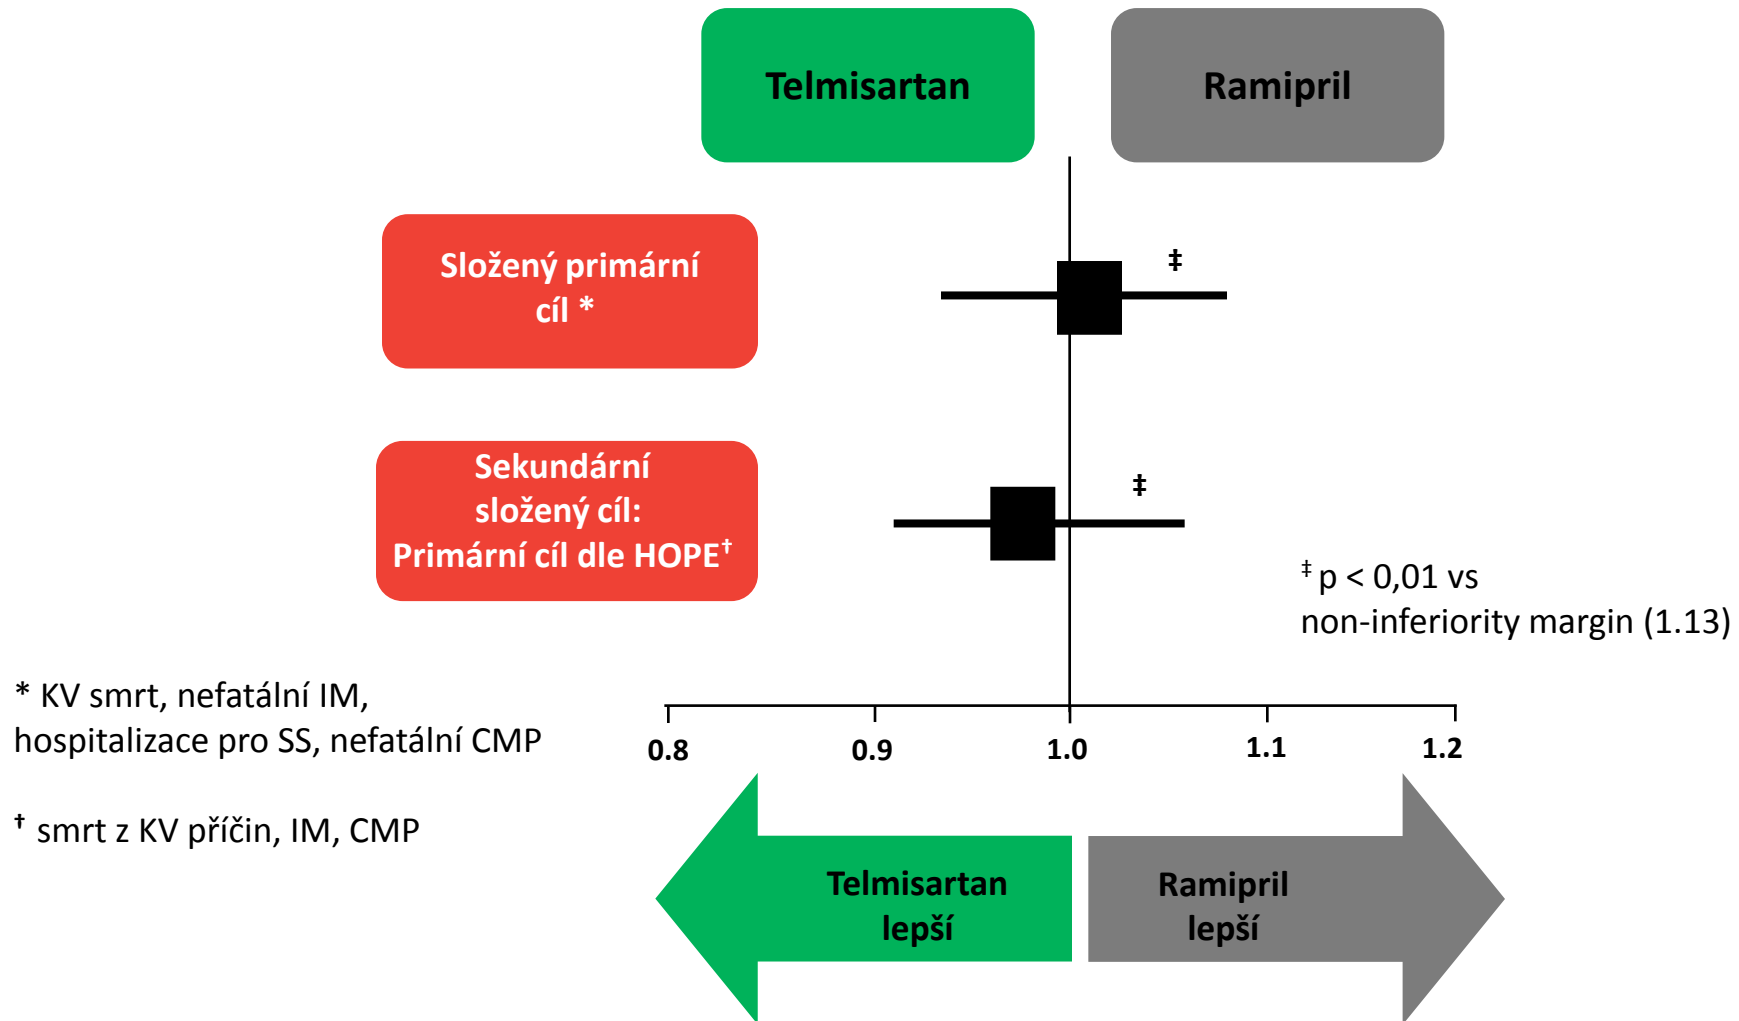 Telmisartan
Ramipril
Složený primární
cíl *
‡
Sekundární
složený cíl:
Primární cíl dle HOPE†
‡
‡ p < 0,01 vs
non-inferiority margin (1.13)
* KV smrt, nefatální IM,
hospitalizace pro SS, nefatální CMP
† smrt z KV příčin, IM, CMP
0.8
0.9
1.0
1.1
1.2
Telmisartan
lepší
Ramipril
lepší